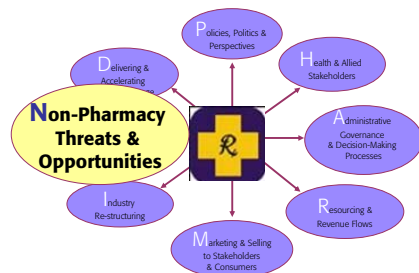 Policies, Politics &
Perspectives
Health & Allied
Stakeholders
Administrative
Governance
& Decision-Making
Processes
Resourcing &
Revenue Flows
Marketing & Selling
to Stakeholders
& Consumers
Industry
Re-structuring
Non-Pharmacy
Threats &
Opportunities
Delivering &
Accelerating
R